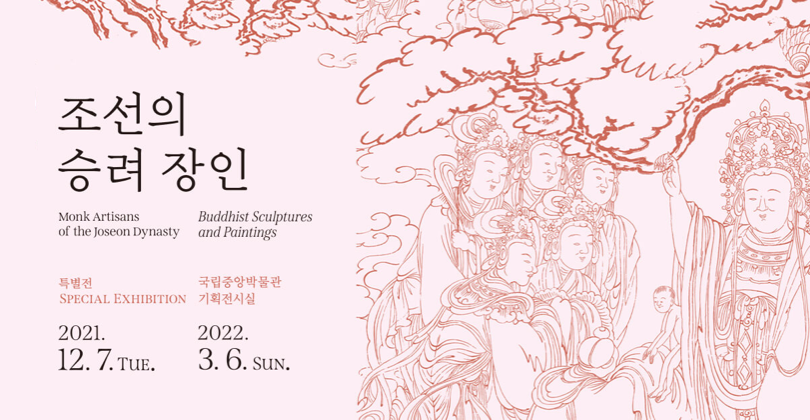 조선의
승려 장인
Monk Artisans
of the Joseon Dynasty
Buddhist Sculptures
and Paintings
특별전
SPECIAL EXHIBITION
국립중앙박물관
기획전시실
2021.
12. 7. TUE.
2022.
3. 6. SUN.